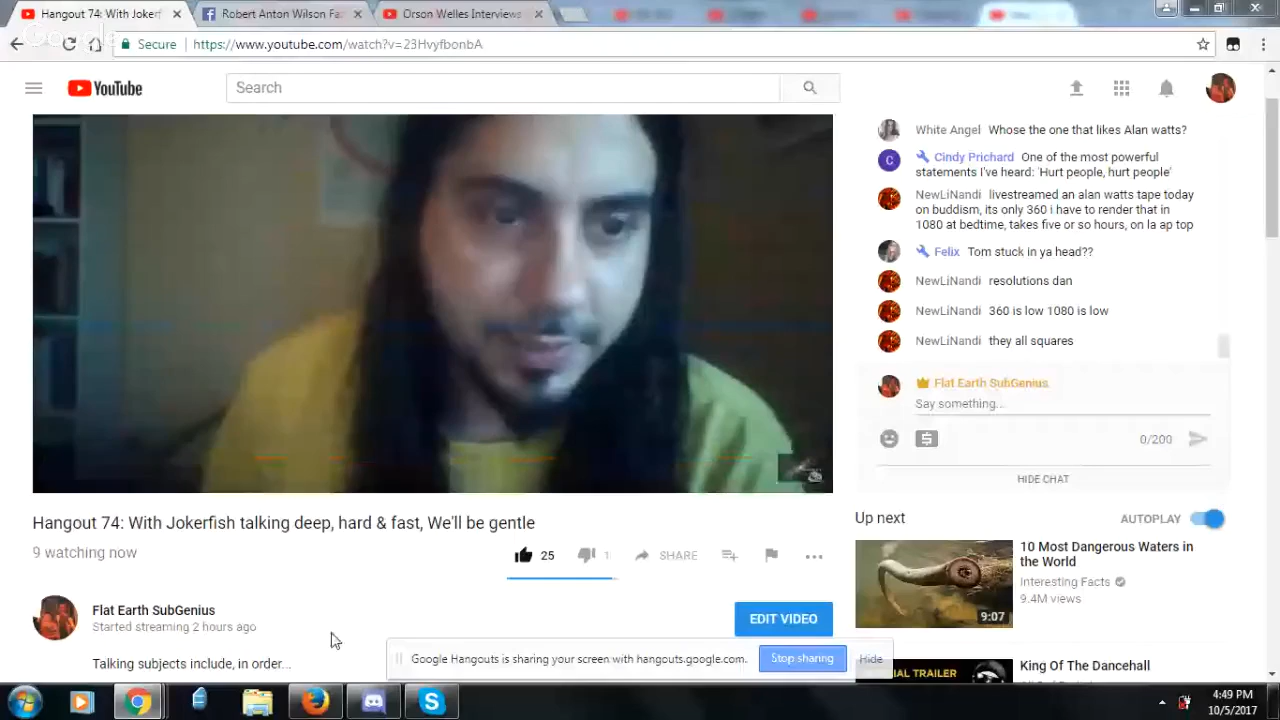 Hangout 74: With Joker
Robert Anton Wilson Fa
Orson Welles Interview
Secure https://www.youtube.com/watch?v=23HvyfbonbA
YouTube
Search
White Angel Whose the one that likes Alan watts?
C Cindy Prichard One of the most powerful
statements I've heard: 'Hurt people, hurt people'
NewLiNandi livestreamed an alan watts tape today
on buddism, its only 360 i have to render that in
1080 at bedtime, takes five or so hours, on la ap top
Felix Tom stuck in ya head??
NewLiNandi resolutions dan
NewLiNandi 360 is low 1080 is low
NewLiNandi they all squares
Flat Earth SubGenius
Say something...
0/200
HIDE CHAT
Hangout 74: With Jokerfish talking deep, hard & fast, We'll be gentle
9 watching now
25
1
SHARE
Flat Earth SubGenius
Started streaming 2 hours ago
EDIT VIDEO
Talking subjects include, in order...
Up next
AUTOPLAY
10 Most Dangerous Waters in
the World
Interesting Facts
9.4M views
9:07
King Of The Dancehall
IAL TRAILER
Google Hangouts is sharing your screen with hangouts.google.com.
Stop sharing
Hide
4:49 PM
10/5/2017